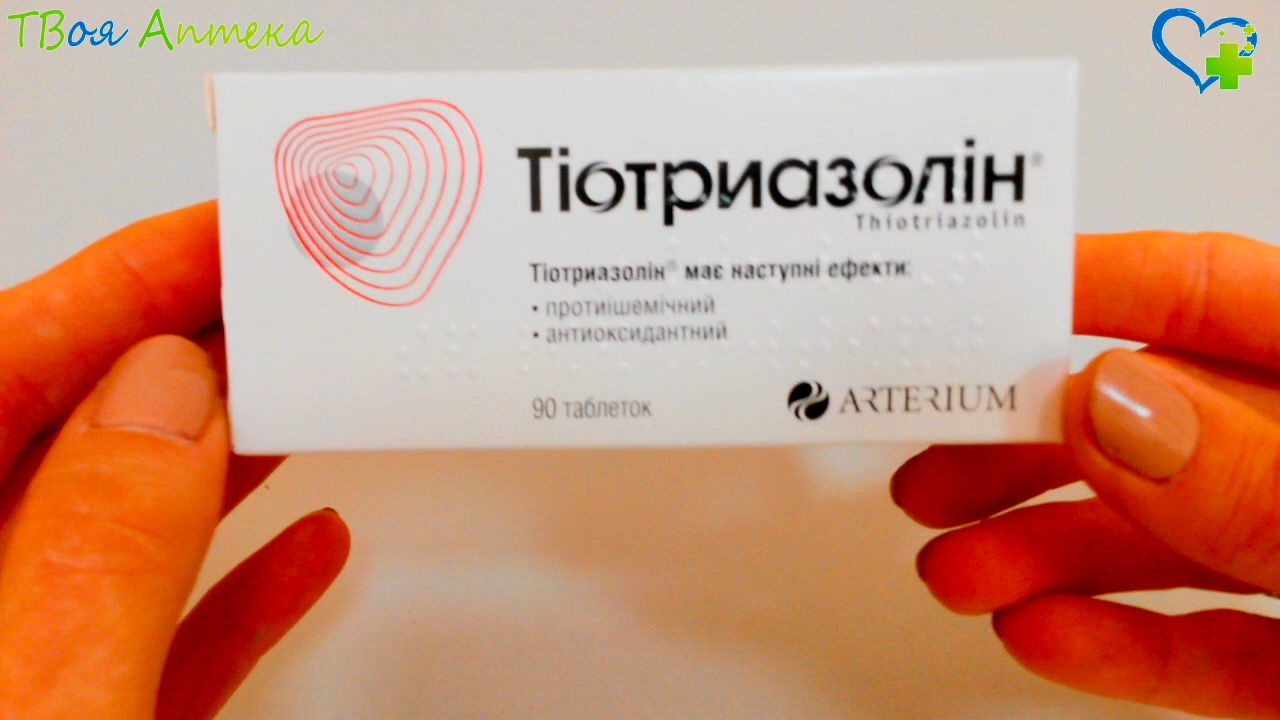 ТВоя Аптека
Тіотриазолін®
Thiotriazolin
Тіотриазолін® має наступні ефекти:
• протиішемічний
• антиоксидантний
90 таблеток
ARTERIUM